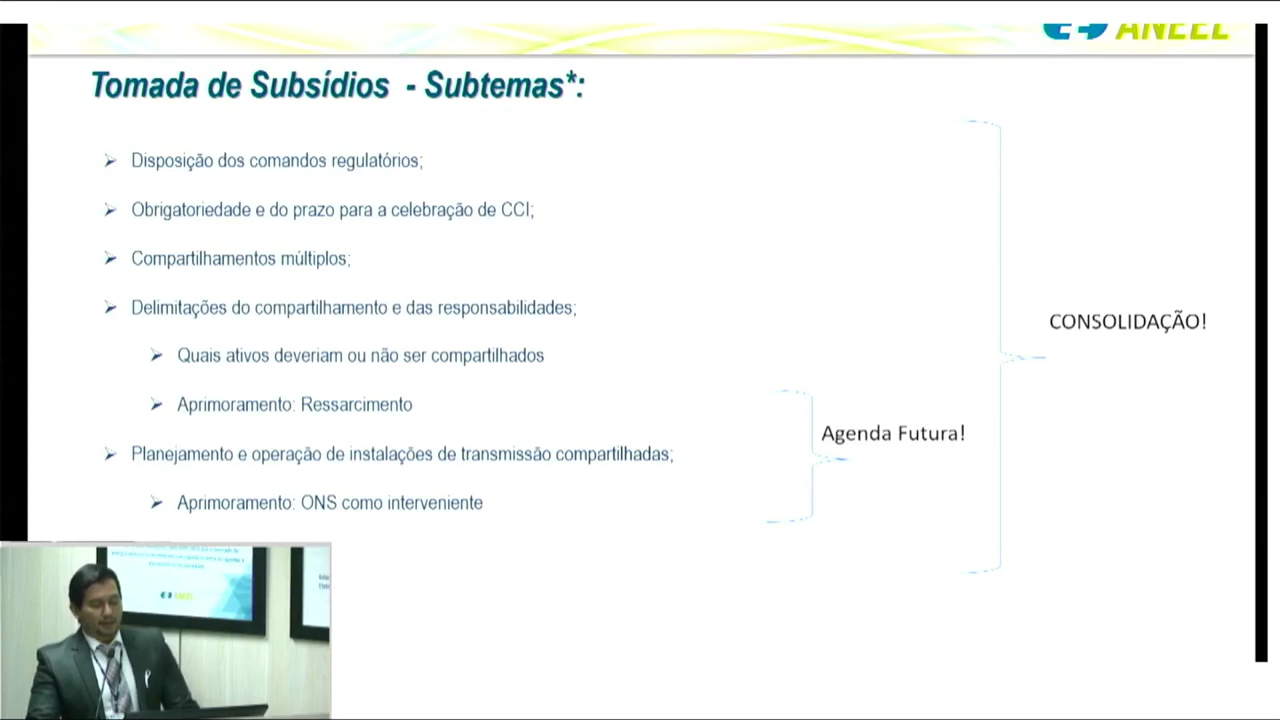 ANEEL
Tomada de Subsídios - Subtemas*:
Disposição dos comandos regulatórios;
Obrigatoriedade e do prazo para a celebração de CCI;
Compartilhamentos múltiplos;
Delimitações do compartilhamento e das responsabilidades;
Quais ativos deveriam ou não ser compartilhados
Aprimoramento: Ressarcimento
Planejamento e operação de instalações de transmissão compartilhadas;
Aprimoramento: ONS como interveniente
Agenda Futura!
CONSOLIDAÇÃO!
ANEEL